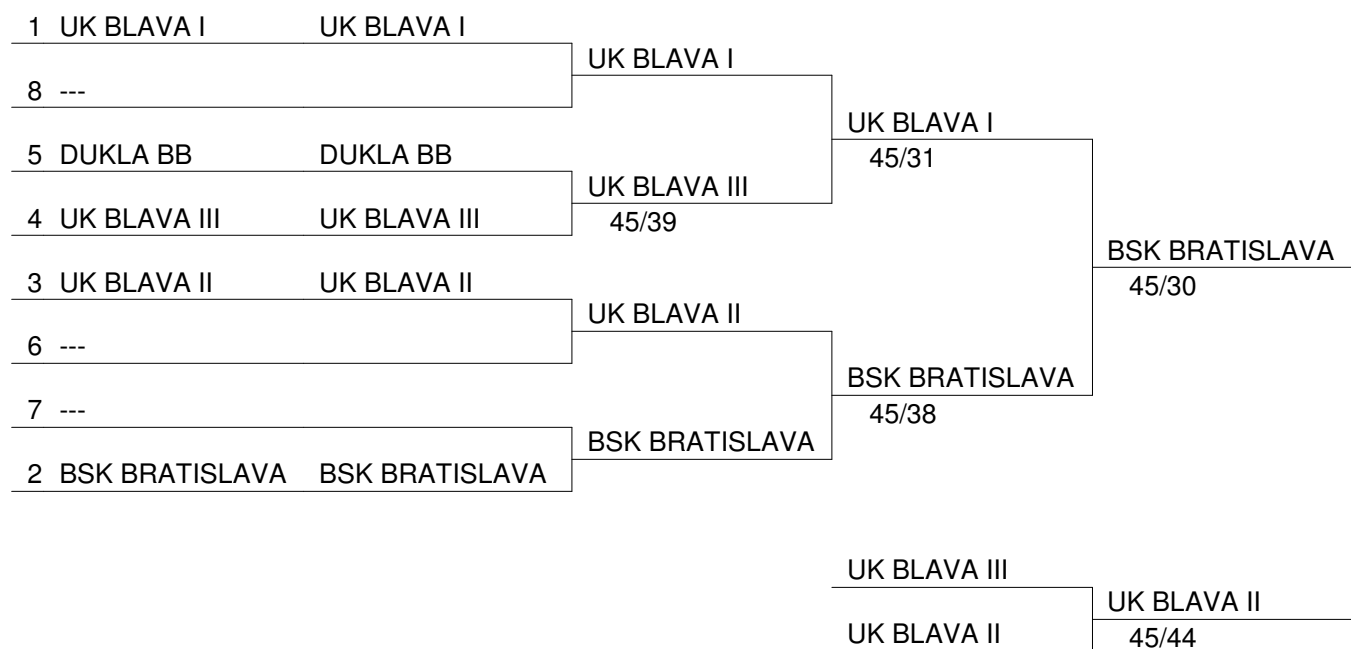 1 UK BLAVA I UK BLAVA I
UK BLAVA I
8 ---
UK BLAVA I
5 DUKLA BB DUKLA BB 45/31
UK BLAVA III
4 UK BLAVA III UK BLAVA III 45/39
BSK BRATISLAVA
3 UK BLAVA II UK BLAVA II 45/30
UK BLAVA II
6 ---
BSK BRATISLAVA
7 --- 45/38
BSK BRATISLAVA
2 BSK BRATISLAVA BSK BRATISLAVA
UK BLAVA III
UK BLAVA II
UK BLAVA II 45/44